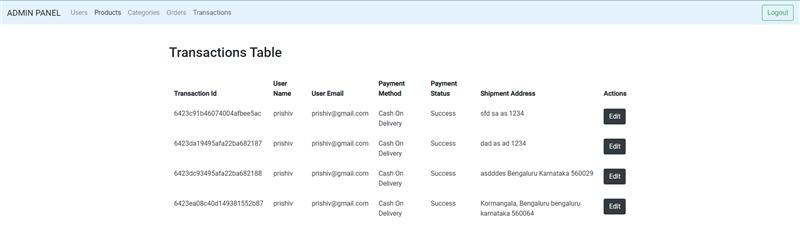 ADMIN PANEL Users Products Categories Orders Transactions Logout
Transactions Table
Transaction Id User Name User Email Payment Method Payment Status Shipment Address Actions
6423c91b46074004afbee5ac prishiv prishiv@gmail.com Cash On Delivery Success sfd sa as 1234 Edit
6423da19495afa22ba682187 prishiv prishiv@gmail.com Cash On Delivery Success dad as ad 1234 Edit
6423dc93495afa22ba682188 prishiv prishiv@gmail.com Cash On Delivery Success asdddes Bengaluru Karnataka 560029 Edit
6423ea08c40d149381552b87 prishiv prishiv@gmail.com Cash On Delivery Success Kormangala, Bengaluru bengaluru karnataka 560064 Edit